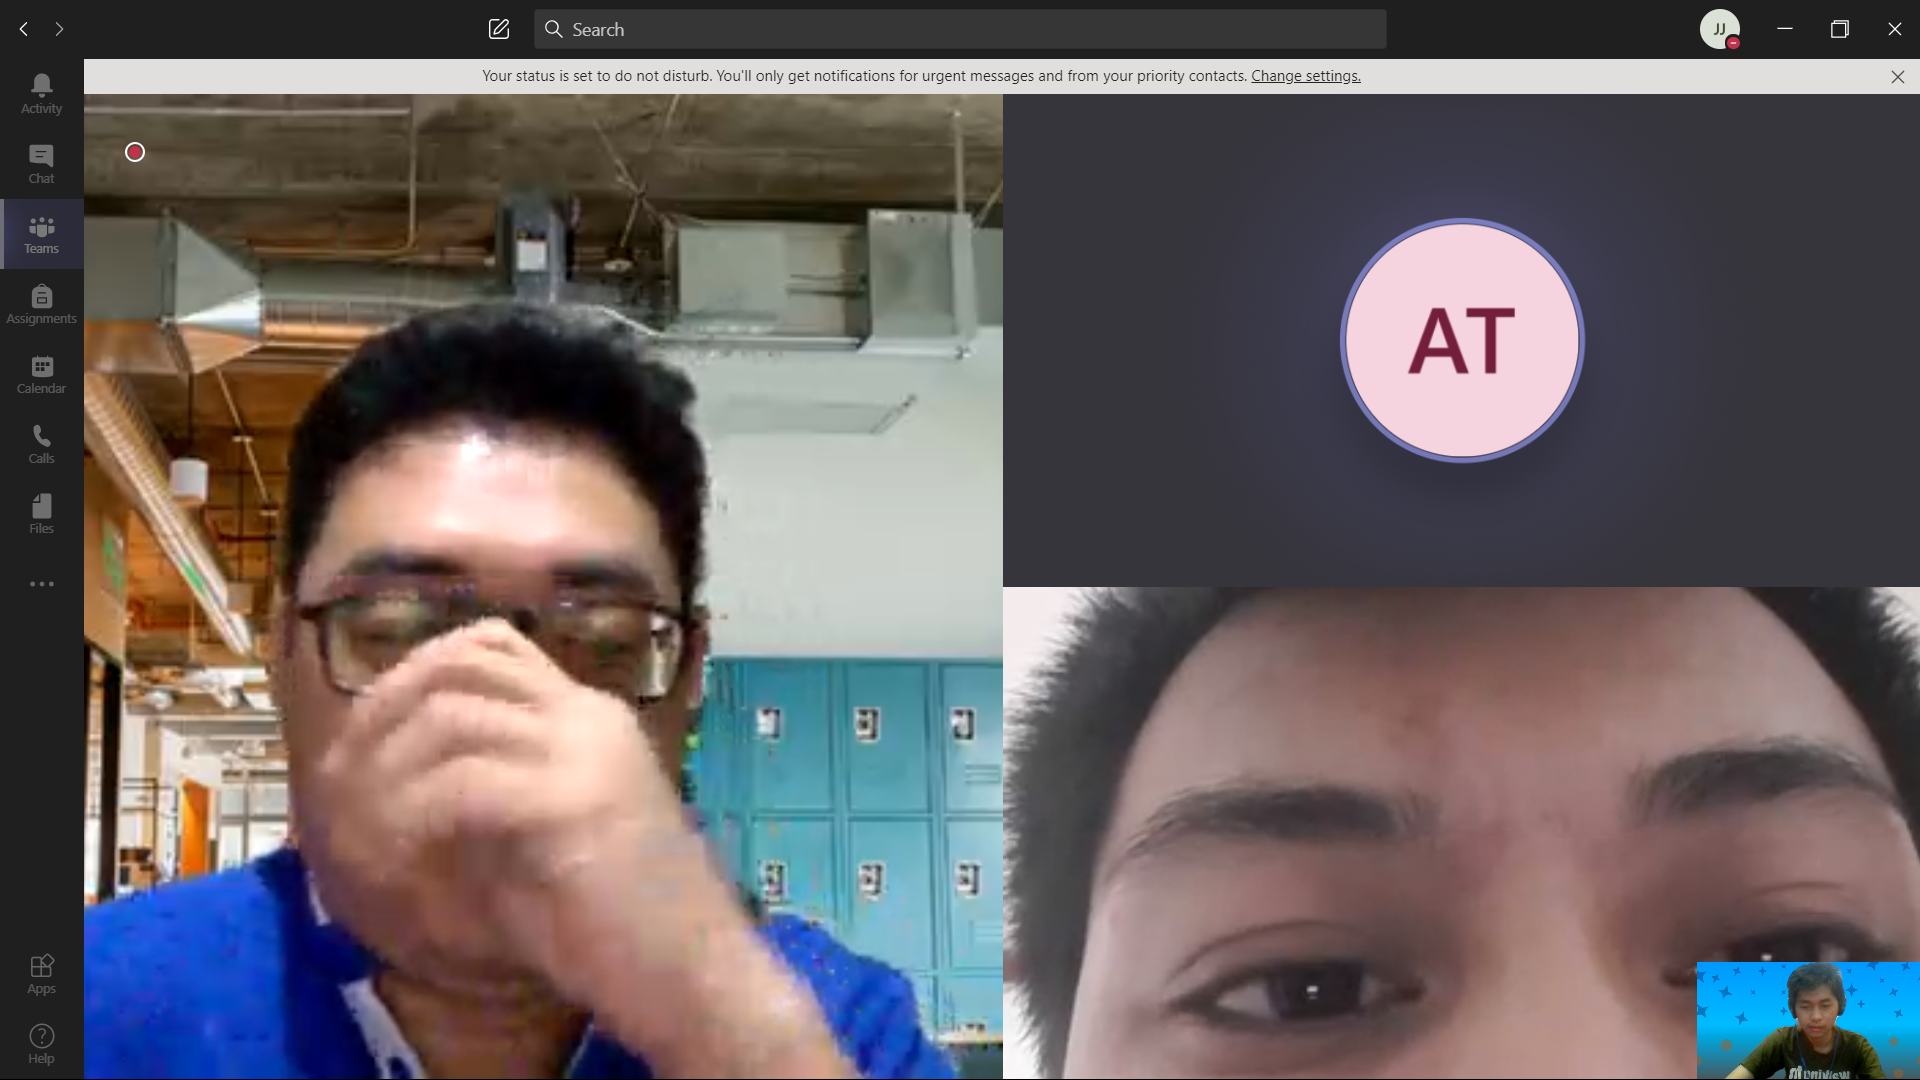 Search
JJ
Your status is set to do not disturb. You'll only get notifications for urgent messages and from your priority contacts. Change settings.
Activity
Chat
Teams
Assignments
Calendar
Calls
Files
Apps
Help
AT